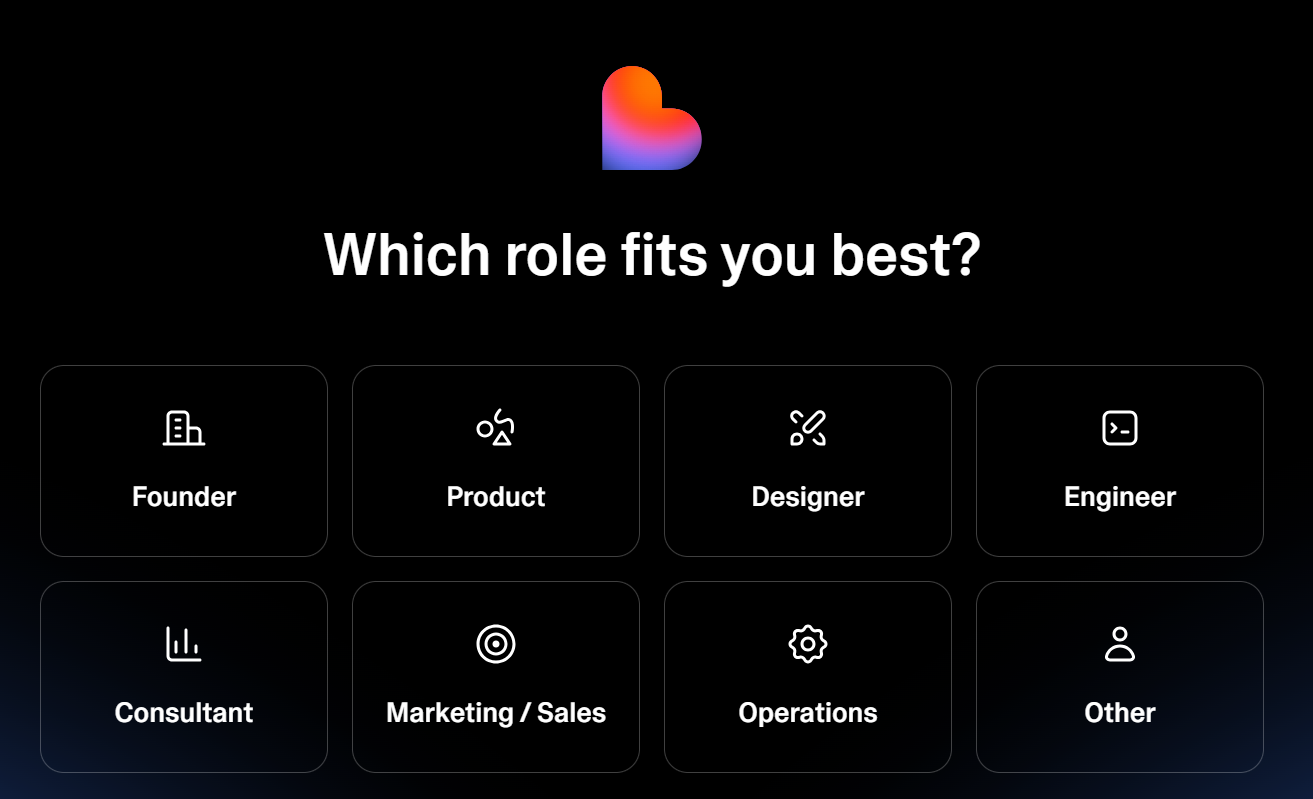 Which role fits you best?
Founder
Product
Designer
Engineer
Consultant
Marketing / Sales
Operations
Other